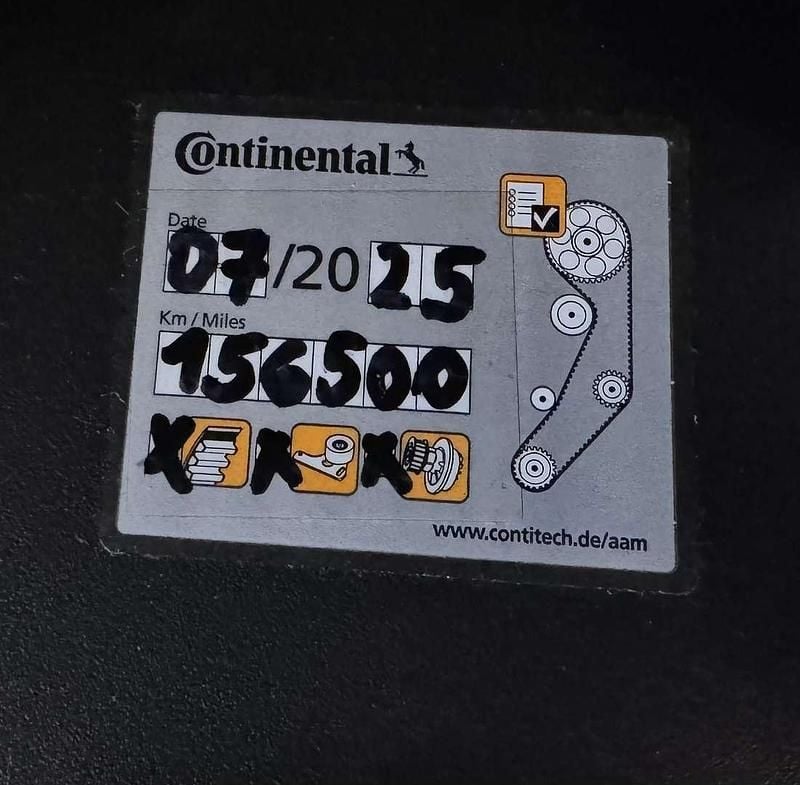 Continental
Date
07/2025
Km / Miles
156500
X X X
www.contitech.de/aam